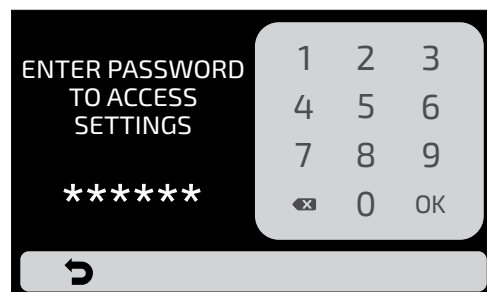 ENTER PASSWORD
TO ACCESS
SETTINGS
******
1 2 3
4 5 6
7 8 9
0 OK